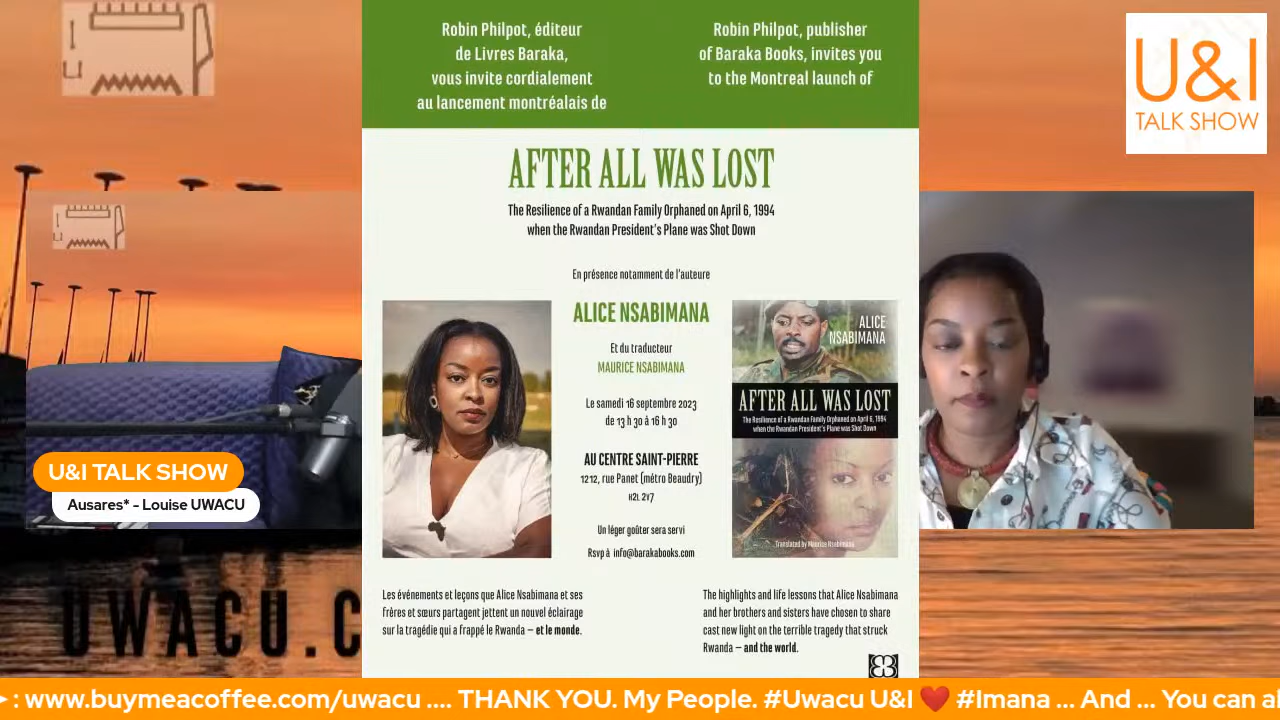 Robin Philpot, éditeur
de Livres Baraka,
vous invite cordialement
au lancement montréalais de
Robin Philpot, publisher
of Baraka Books, invites you
to the Montreal launch of
U&I
TALK SHOW
AFTER ALL WAS LOST
The Resilience of a Rwandan Family Orphaned on April 6, 1994
when the Rwandan President's Plane was Shot Down
En présence notamment de l'auteure
ALICE NSABIMANA
Et du traducteur
MAURICE NSABIMANA
Le samedi 16 septembre 2023
de 13 h 30 à 16 h 30
AU CENTRE SAINT-PIERRE
1212, rue Panet (métro Beaudry)
H2L 2Y7
Un léger goûter sera servi
Rsvp à info@barakabooks.com
ALICE
NSABIMANA
AFTER ALL WAS LOST
The Resilience of a Rwandan Family Orphaned on April 6, 1994
when the Rwandan President's Plane was Shot Down
Translated by Maurice Nsabimana
U&I TALK SHOW
Ausares* - Louise UWACU
Les événements et leçons que Alice Nsabimana et ses
frères et sœurs partagent jettent un nouvel éclairage
sur la tragédie qui a frappé le Rwanda — et le monde.
The highlights and life lessons that Alice Nsabimana
and her brothers and sisters have chosen to share
cast new light on the terrible tragedy that struck
Rwanda — and the world.
UWACU.C
: www.buymeacoffee.com/uwacu .... THANK YOU. My People. #Uwacu U&I ❤️ #Imana ... And ... You can al